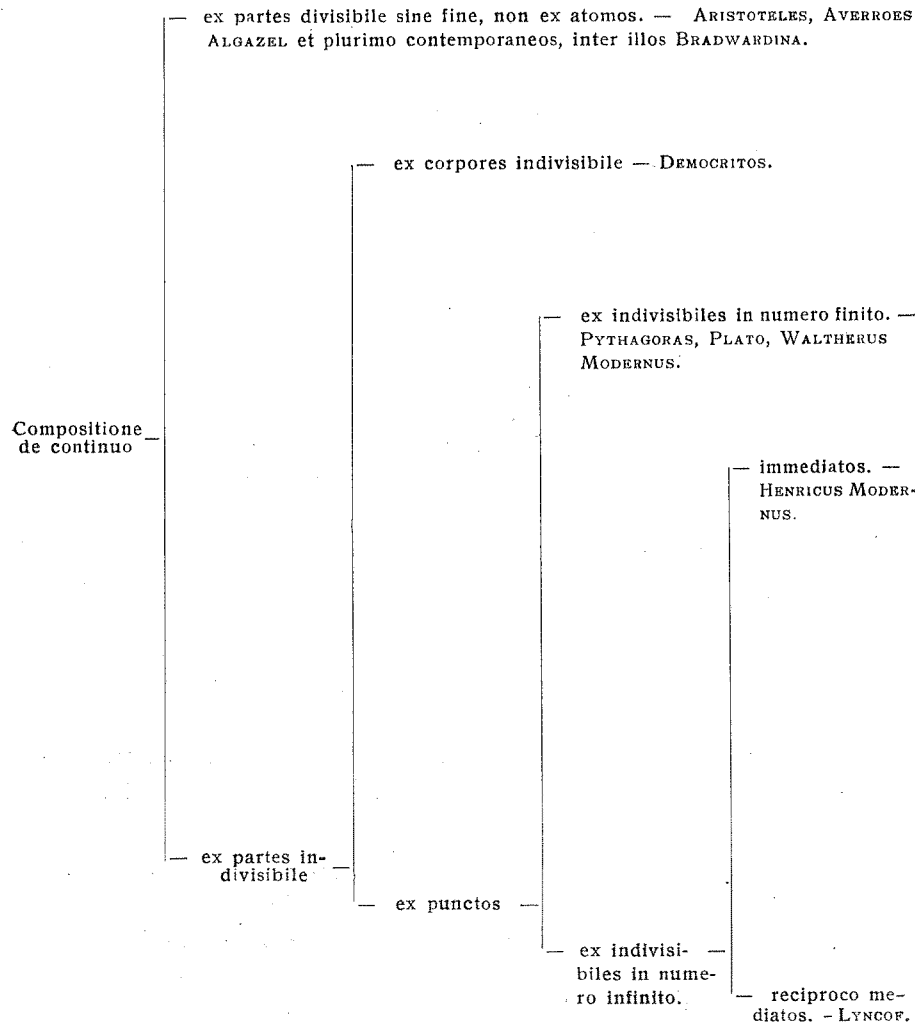 — ex partes divisibile sine fine, non ex atomos. — ARISTOTELES, AVERROES
ALGAZEL et plurimo contemporaneos, inter illos BRADWARDINA.
— ex corpores indivisibile — DEMOCRITOS.
— ex indivisibiles in numero finito. —
PYTHAGORAS, PLATO, WALTHERUS
MODERNUS.
Compositione —
de continuo
— immediatos. —
HENRICUS MODER-
NUS.
— ex partes in-
divisibile —
— ex punctos —
— ex indivisi- —
biles in nume-
ro infinito.
— reciproco me-
diatos. - LYNCOF.